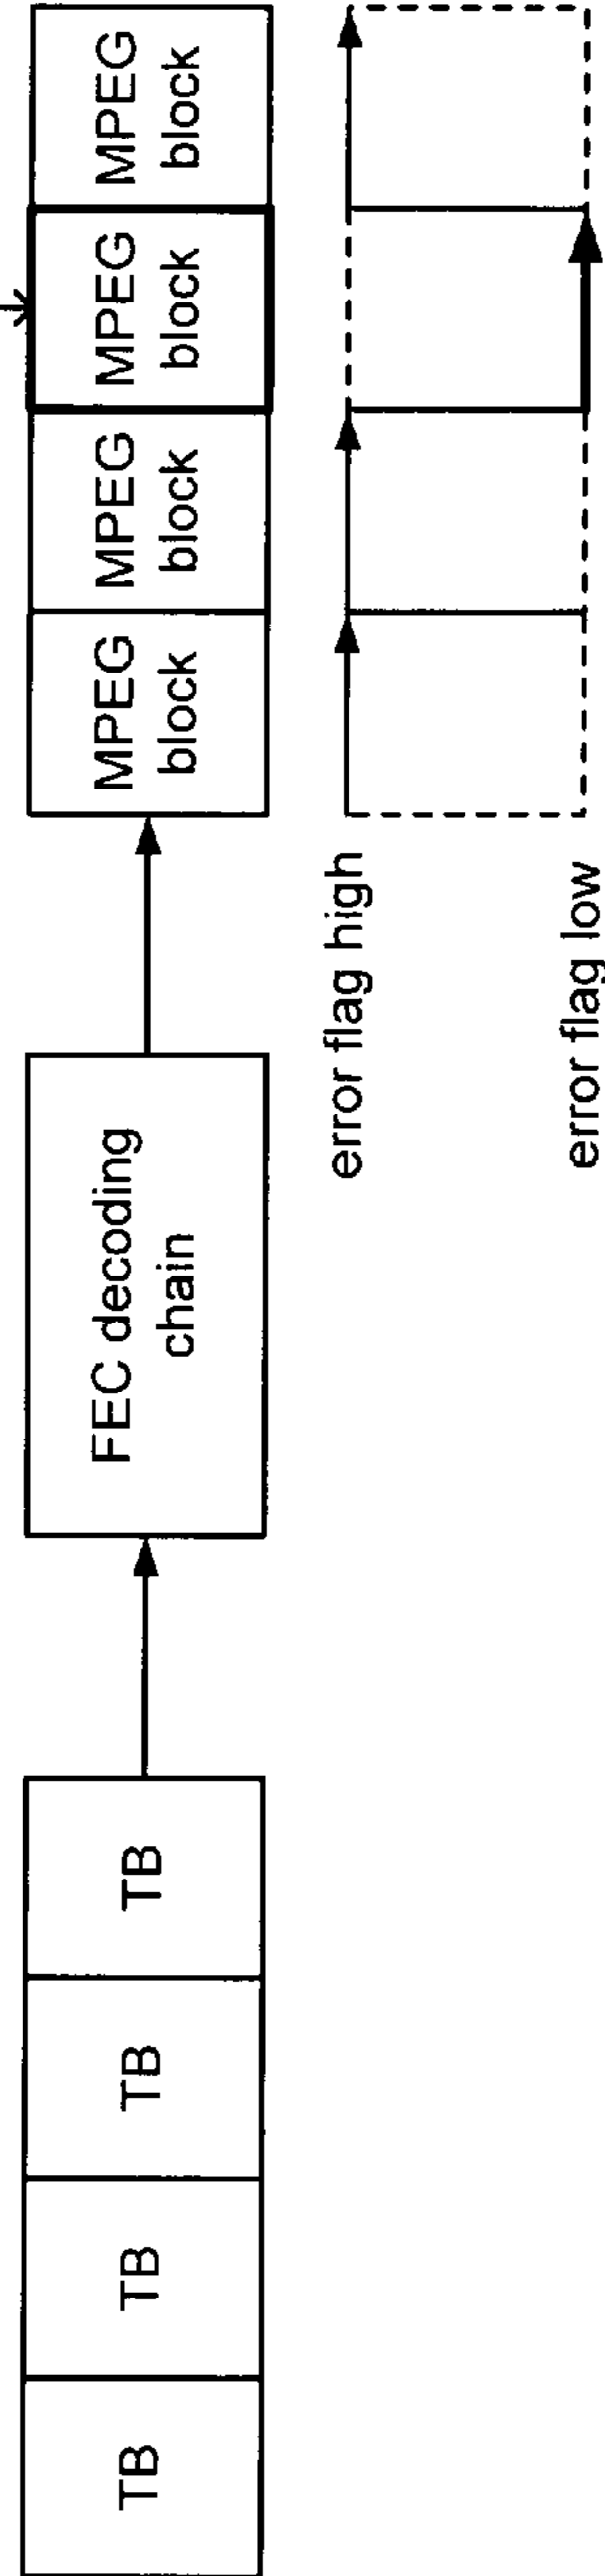 TB
TB
TB
TB
FEC decoding
chain
MPEG
block
MPEG
block
MPEG
block
MPEG
block
error flag high
error flag low